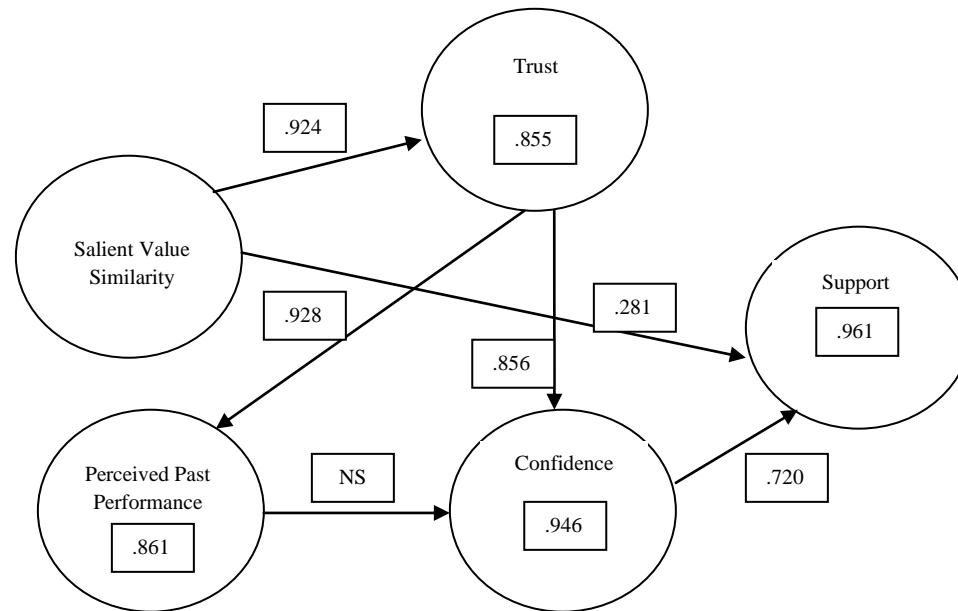 Trust
.924
.855
Salient Value
Similarity
Support
.281
.928
.961
.856
Perceived Past
Performance
NS
Confidence
.720
.861
.946